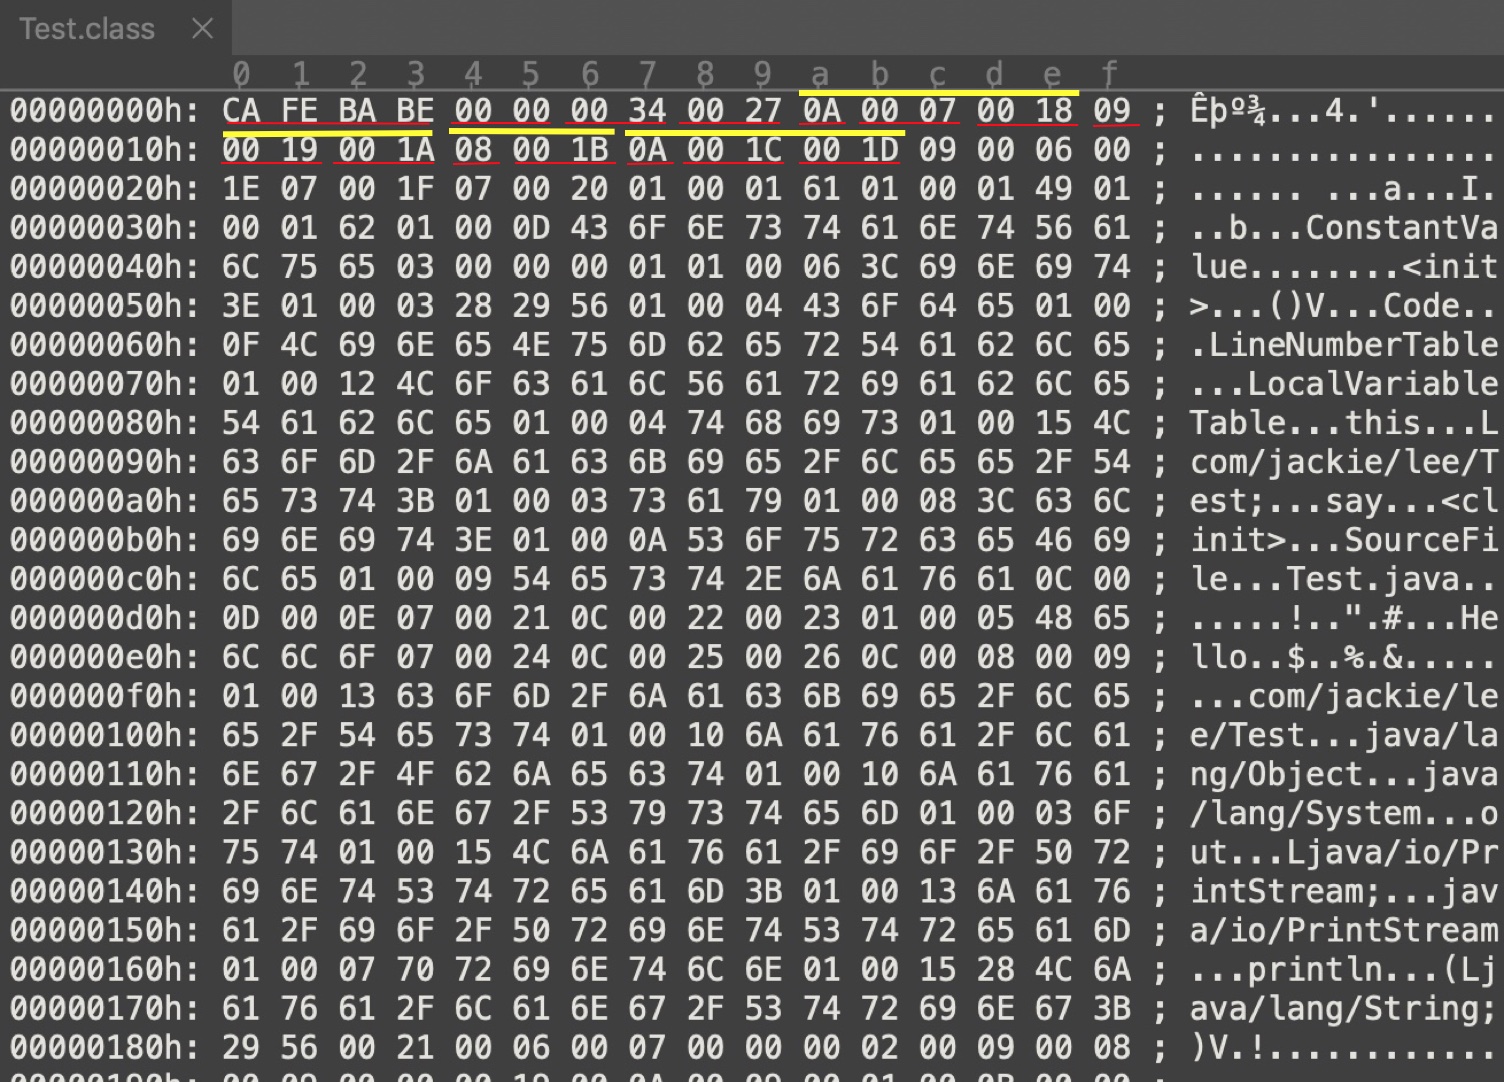 Test.class ×
0 1 2 3 4 5 6 7 8 9 a b c d e f
00000000h: CA FE BA BE 00 00 00 34 00 27 0A 00 07 00 18 09 ; Êþº¾...4.'......
00000010h: 00 19 00 1A 08 00 1B 0A 00 1C 00 1D 09 00 06 00 ; ................
00000020h: 1E 07 00 1F 07 00 20 01 00 01 61 01 00 01 49 01 ; ...... ...a...I.
00000030h: 00 01 62 01 00 0D 43 6F 6E 73 74 61 6E 74 56 61 ; ..b...ConstantVa
00000040h: 6C 75 65 03 00 00 00 01 01 00 06 3C 69 6E 69 74 ; lue........<init
00000050h: 3E 01 00 03 28 29 56 01 00 04 43 6F 64 65 01 00 ; >...()V...Code..
00000060h: 0F 4C 69 6E 65 4E 75 6D 62 65 72 54 61 62 6C 65 ; .LineNumberTable
00000070h: 01 00 12 4C 6F 63 61 6C 56 61 72 69 61 62 6C 65 ; ...LocalVariable
00000080h: 54 61 62 6C 65 01 00 04 74 68 69 73 01 00 15 4C ; Table...this...L
00000090h: 63 6F 6D 2F 6A 61 63 6B 69 65 2F 6C 65 65 2F 54 ; com/jackie/lee/T
000000a0h: 65 73 74 3B 01 00 03 73 61 79 01 00 08 3C 63 6C ; est;...say...<cl
000000b0h: 69 6E 69 74 3E 01 00 0A 53 6F 75 72 63 65 46 69 ; init>...SourceFi
000000c0h: 6C 65 01 00 09 54 65 73 74 2E 6A 61 76 61 0C 00 ; le...Test.java..
000000d0h: 0D 00 0E 07 00 21 0C 00 22 00 23 01 00 05 48 65 ; .....!..".#...He
000000e0h: 6C 6C 6F 07 00 24 0C 00 25 00 26 0C 00 08 00 09 ; llo..$..%.&.....
000000f0h: 01 00 13 63 6F 6D 2F 6A 61 63 6B 69 65 2F 6C 65 ; ...com/jackie/le
00000100h: 65 2F 54 65 73 74 01 00 10 6A 61 76 61 2F 6C 61 ; e/Test...java/la
00000110h: 6E 67 2F 4F 62 6A 65 63 74 01 00 10 6A 61 76 61 ; ng/Object...java
00000120h: 2F 6C 61 6E 67 2F 53 79 73 74 65 6D 01 00 03 6F ; /lang/System...o
00000130h: 75 74 01 00 15 4C 6A 61 76 61 2F 69 6F 2F 50 72 ; ut...Ljava/io/Pr
00000140h: 69 6E 74 53 74 72 65 61 6D 3B 01 00 13 6A 61 76 ; intStream;...jav
00000150h: 61 2F 69 6F 2F 50 72 69 6E 74 53 74 72 65 61 6D ; a/io/PrintStream
00000160h: 01 00 07 70 72 69 6E 74 6C 6E 01 00 15 28 4C 6A ; ...println...(Lj
00000170h: 61 76 61 2F 6C 61 6E 67 2F 53 74 72 69 6E 67 3B ; ava/lang/String;
00000180h: 29 56 00 21 00 06 00 07 00 00 00 02 00 09 00 08 ; )V.!............